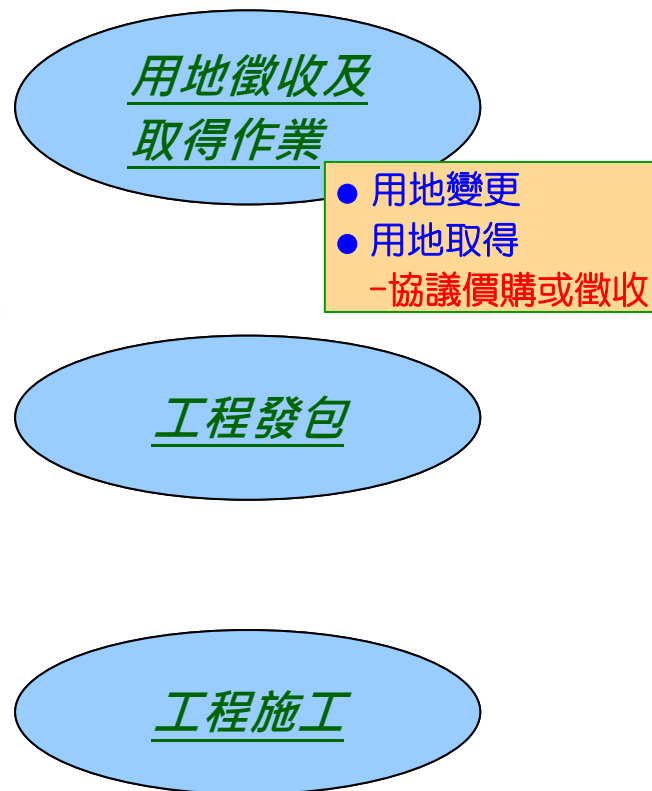 用地徵收及
取得作業
● 用地變更
● 用地取得
-協議價購或徵收
工程發包
工程施工